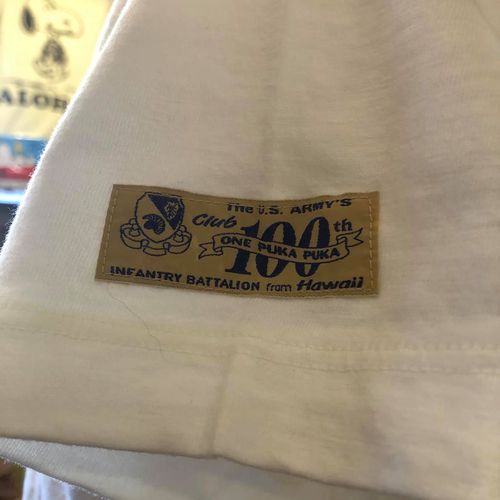 THE U.S. ARMY'S
Club 100th
ONE PUKA PUKA
INFANTRY BATTALION from Hawaii